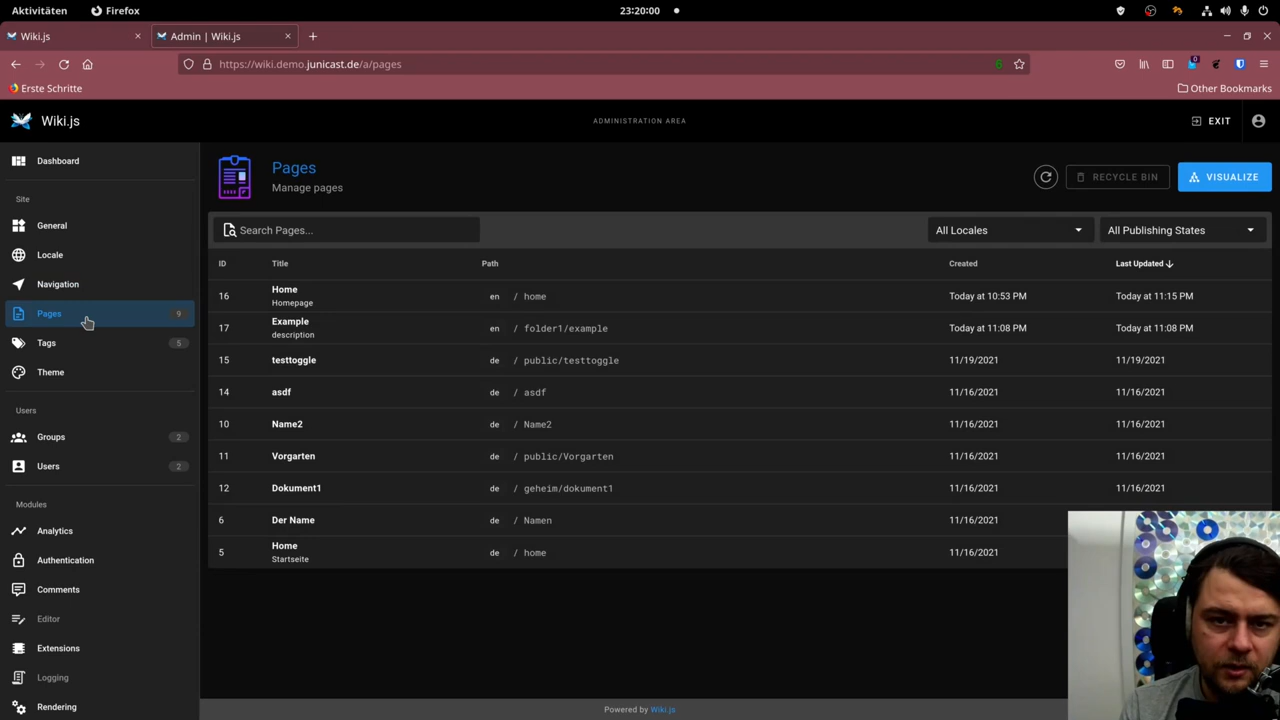 Aktivitäten Firefox 23:20:00
Wiki.js Admin | Wiki.js
https://wiki.demo.junicast.de/a/pages 6 0
Erste Schritte Other Bookmarks
Wiki.js ADMINISTRATION AREA EXIT
Dashboard
Site
General
Locale
Navigation
Pages 9
Tags 5
Theme
Users
Groups 2
Users 2
Modules
Analytics
Authentication
Comments
Editor
Extensions
Logging
Rendering
Pages
Manage pages
RECYCLE BIN VISUALIZE
Search Pages... All Locales All Publishing States
ID Title Path Created Last Updated
16 Home en / home Today at 10:53 PM Today at 11:15 PM
Homepage
17 Example en / folder1/example Today at 11:08 PM Today at 11:08 PM
description
15 testtoggle de / public/testtoggle 11/19/2021 11/19/2021
14 asdf de / asdf 11/16/2021 11/16/2021
10 Name2 de / Name2 11/16/2021 11/16/2021
11 Vorgarten de / public/Vorgarten 11/16/2021 11/16/2021
12 Dokument1 de / geheim/dokument1 11/16/2021 11/16/2021
6 Der Name de / Namen 11/16/2021
5 Home de / home 11/16/2021
Startseite
Powered by Wiki.js